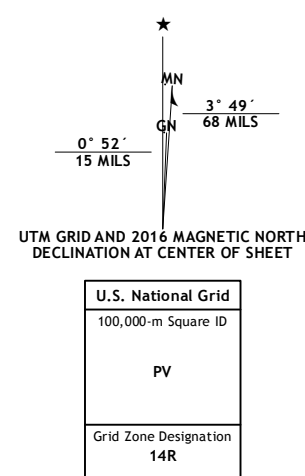 ★
MN
3° 49´
68 MILS
GN
0° 52´
15 MILS
UTM GRID AND 2016 MAGNETIC NORTH
DECLINATION AT CENTER OF SHEET
U.S. National Grid
100,000-m Square ID
PV
Grid Zone Designation
14R